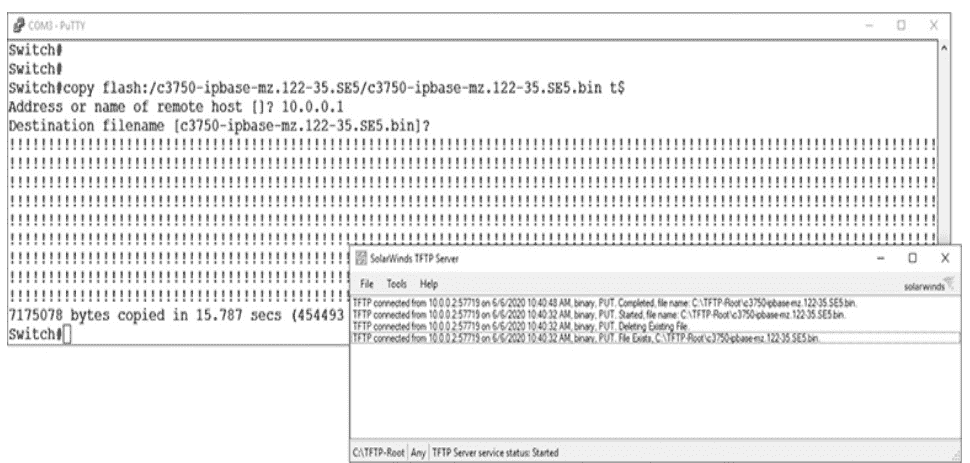 COM3 - PuTTY
Switch#
Switch#
Switch#copy flash:/c3750-ipbase-mz.122-35.SE5/c3750-ipbase-mz.122-35.SE5.bin t$
Address or name of remote host []? 10.0.0.1
Destination filename [c3750-ipbase-mz.122-35.SE5.bin]?
!!!!!!!!!!!!!!!!!!!!!!!!!!!!!!!!!!!!!!!!!!!!!!!!!!!!!!!!!!!!!!!!!!!!!!!!!!!!!!!!
!!!!!!!!!!!!!!!!!!!!!!!!!!!!!!!!!!!!!!!!!!!!!!!!!!!!!!!!!!!!!!!!!!!!!!!!!!!!!!!!
!!!!!!!!!!!!!!!!!!!!!!!!!!!!!!!!!!!!!!!!!!!!!!!!!!!!!!!!!!!!!!!!!!!!!!!!!!!!!!!!
!!!!!!!!!!!!!!!!!!!!!!!!!!!!!!!!!!!!!!!!!!!!!!!!!!!!!!!!!!!!!!!!!!!!!!!!!!!!!!!!
!!!!!!!!!!!!!!!!!!!!!!!!!!!!!!!!!!!!!!!!!!!!!!!!!!!!!!!!!!!!!!!!!!!!!!!!!!!!!!!!
!!!!!!!!!!!!!!!!!!!!!!!!!!!!!!!!!!!!!!!!!!!!!!!!!!!!!!!!!!!!!!!!!!!!!!!!!!!!!!!!
!!!!!!!!!!!!!!!!!!!!!!!!!!!!!
!!!!!!!!!!!!!!!!!!!!!!!!!!!!!
!!!!!!!!!!!!!!!!!!!!!!!!!!!!!
7175078 bytes copied in 15.787 secs (454493
Switch#
SolarWinds TFTP Server
File Tools Help
solarwinds
TFTP connected from 10.0.0.2:57719 on 6/6/2020 10:40:48 AM, binary, PUT. Completed, file name: C:\TFTP-Root\c3750-ipbase-mz.122-35.SE5.bin.
TFTP connected from 10.0.0.2:57719 on 6/6/2020 10:40:32 AM, binary, PUT. Started, file name: C:\TFTP-Root\c3750-ipbase-mz.122-35.SE5.bin.
TFTP connected from 10.0.0.2:57719 on 6/6/2020 10:40:32 AM, binary, PUT. Deleting Existing File.
TFTP connected from 10.0.0.2:57719 on 6/6/2020 10:40:32 AM, binary, PUT. File Exists, C:\TFTP-Root\c3750-ipbase-mz.122-35.SE5.bin.
C:\TFTP-Root Any TFTP Server service status: Started